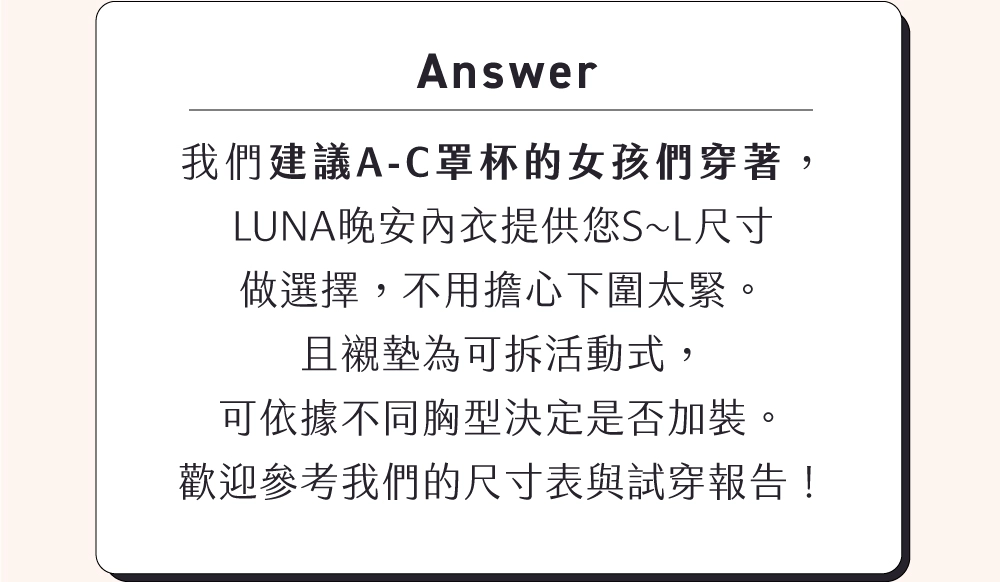 Answer
我們建議A-C罩杯的女孩們穿著，
LUNA晚安內衣提供您S~L尺寸
做選擇，不用擔心下圍太緊。
且襯墊為可拆活動式，
可依據不同胸型決定是否加裝。
歡迎參考我們的尺寸表與試穿報告！